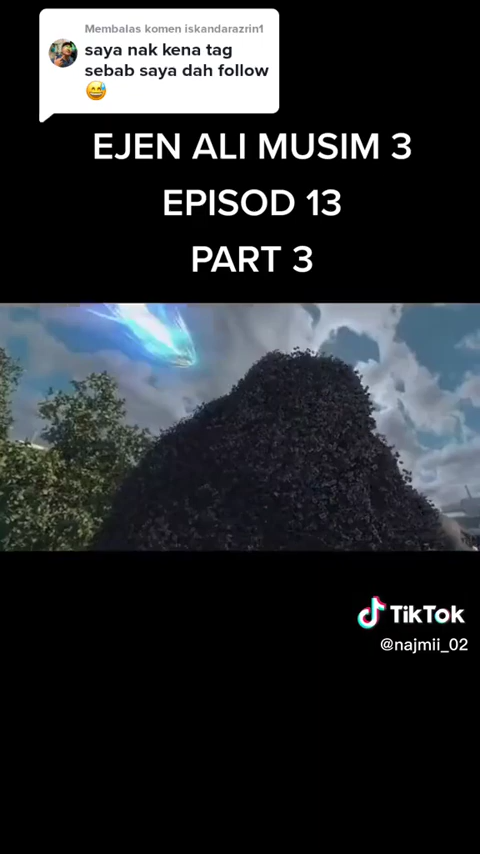 Membalas komen iskandarazrin1
saya nak kena tag
sebab saya dah follow
😅
EJEN ALI MUSIM 3
EPISOD 13
PART 3
TikTok
@najmii_02